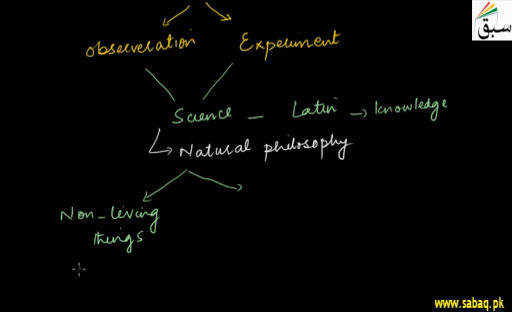 سبق
observeration Experiment
Science – Latin → knowledge
Natural philosophy
Non-living
things
www.sabaq.pk